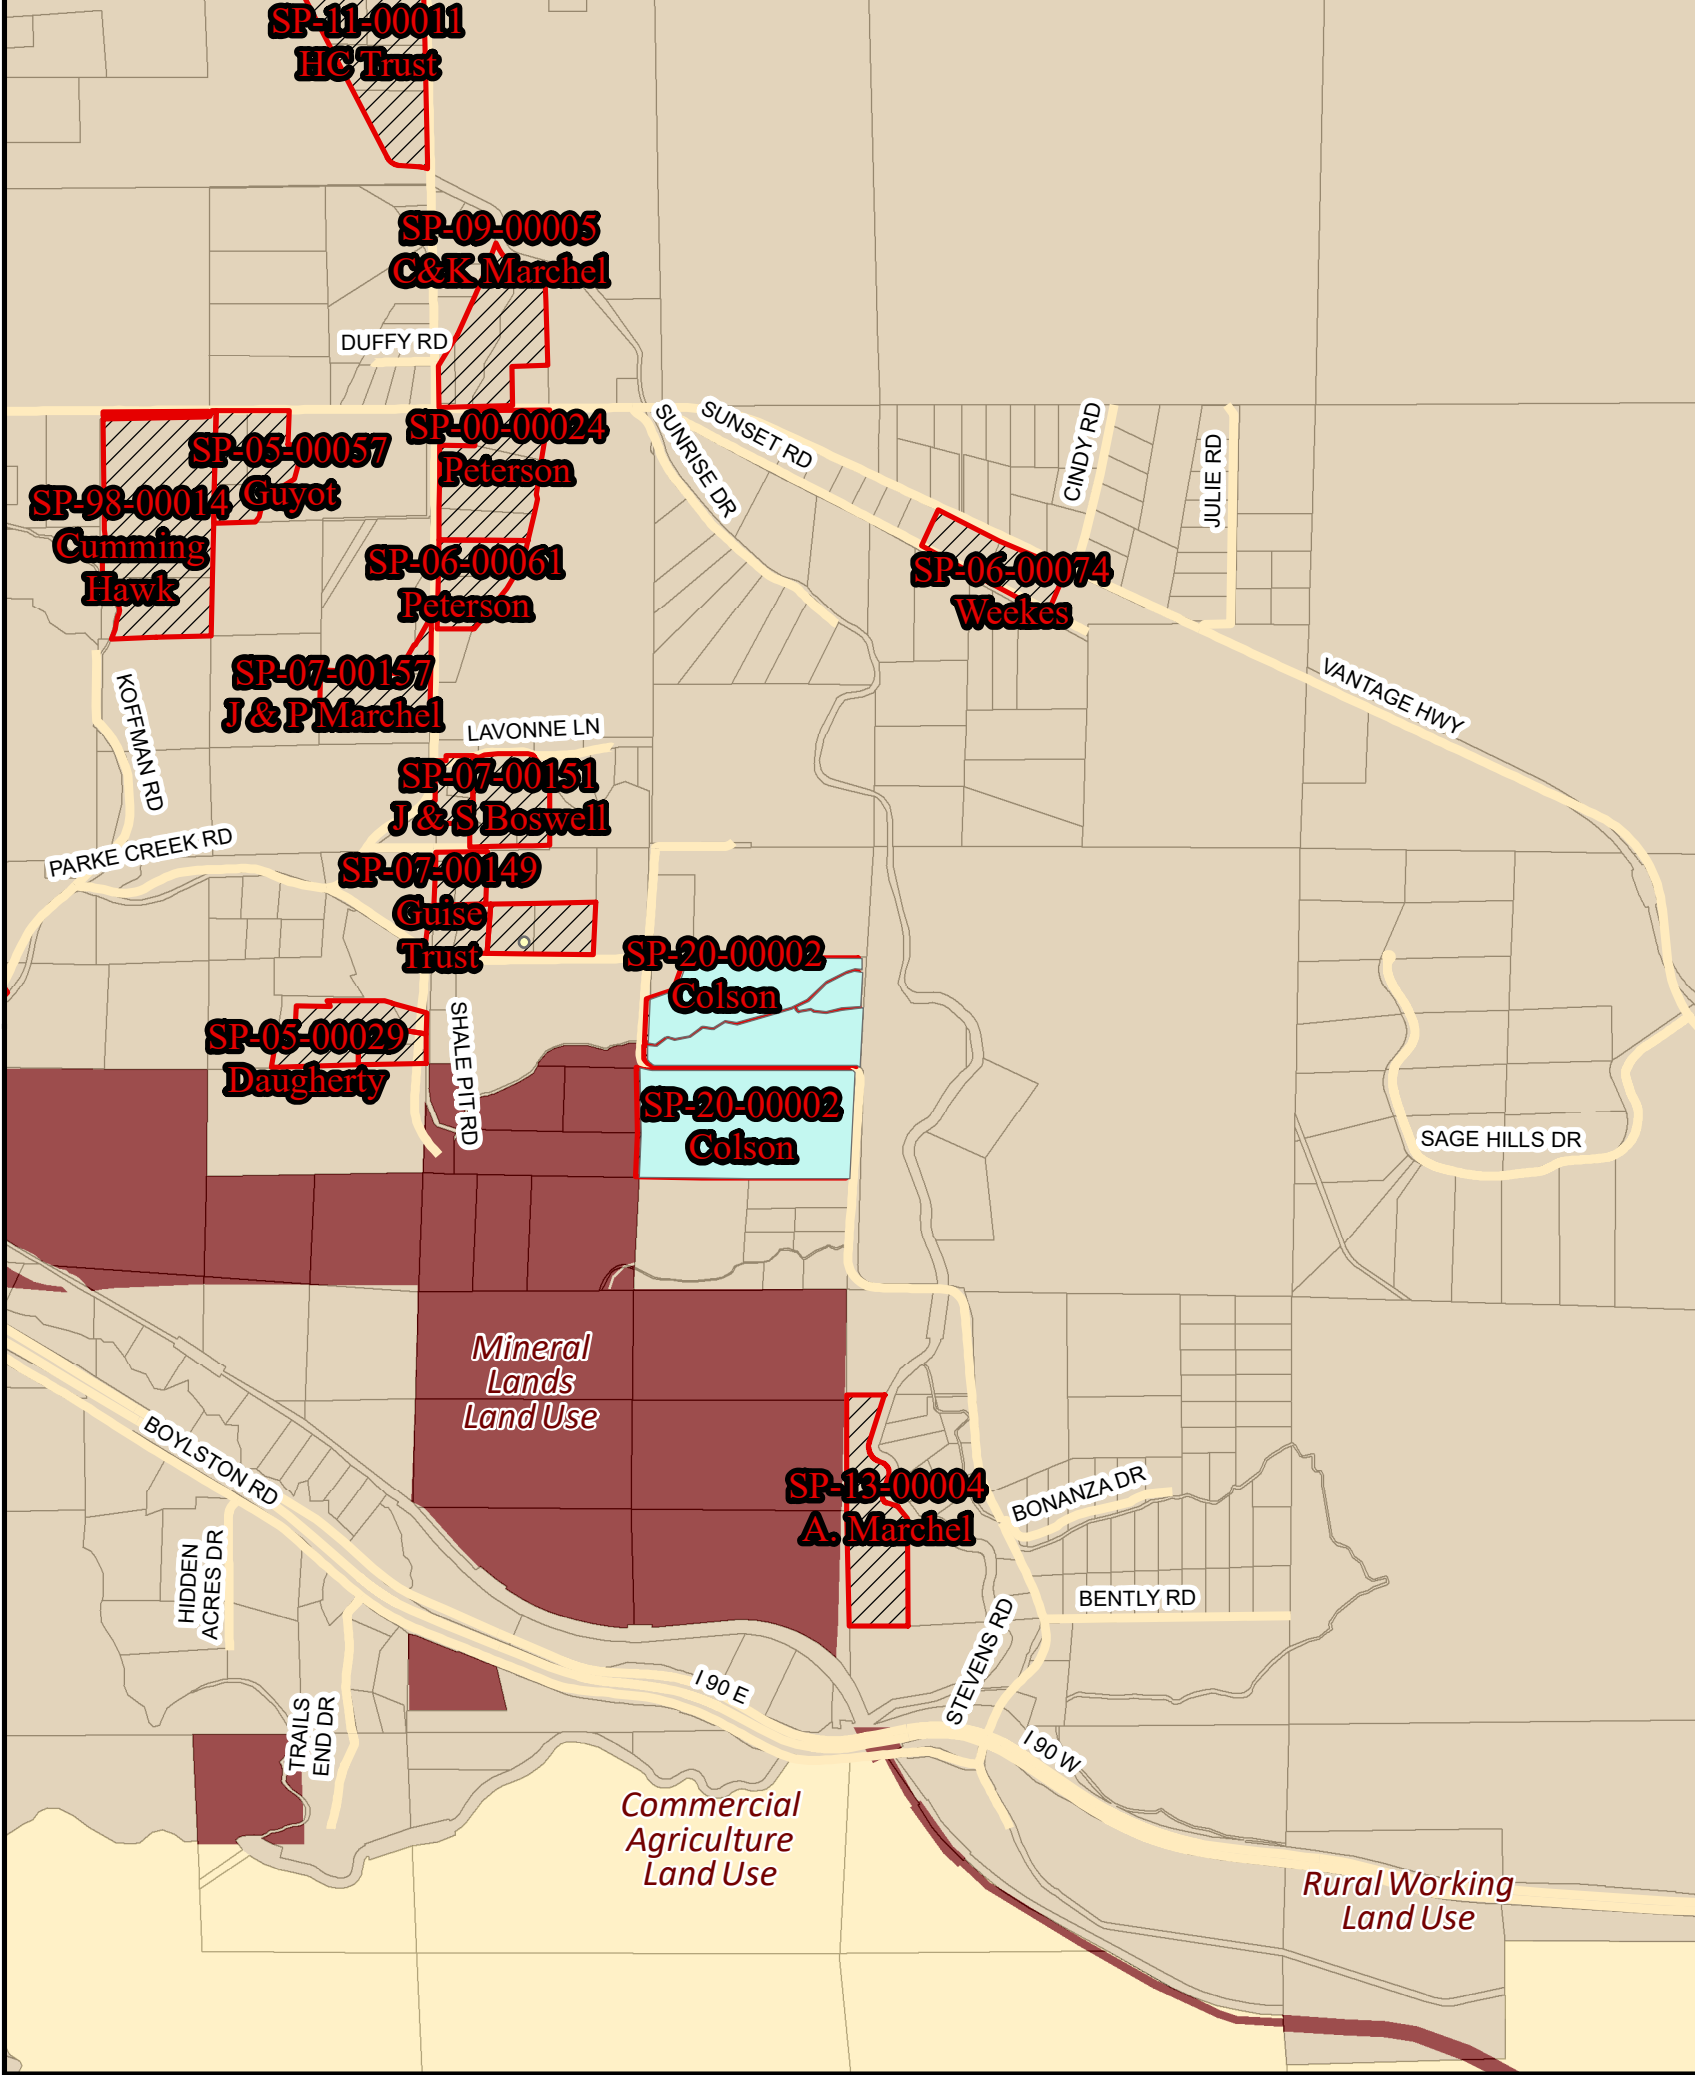 SP-11-00011
HC Trust
SP-09-00005
C&K Marchel
DUFFY RD
SP-00-00024
Peterson
SUNSET RD
SUNRISE DR
CINDY RD
JULIE RD
SP-05-00057
Guyot
SP-98-00014
Cumming
Hawk
SP-06-00061
Peterson
SP-06-00074
Weekes
SP-07-00157
J & P Marchel
VANTAGE HWY
KOFFMAN RD
LAVONNE LN
SP-07-00151
J & S Boswell
PARKE CREEK RD
SP-07-00149
Guise
Trust
SP-20-00002
Colson
SP-05-00029
Daugherty
SHALE PIT RD
SP-20-00002
Colson
SAGE HILLS DR
Mineral
Lands
Land Use
BOYLSTON RD
SP-13-00004
A. Marchel
BONANZA DR
HIDDEN
ACRES DR
BENTLY RD
STEVENS RD
I 90 E
TRAILS
END DR
I 90 W
Commercial
Agriculture
Land Use
Rural Working
Land Use